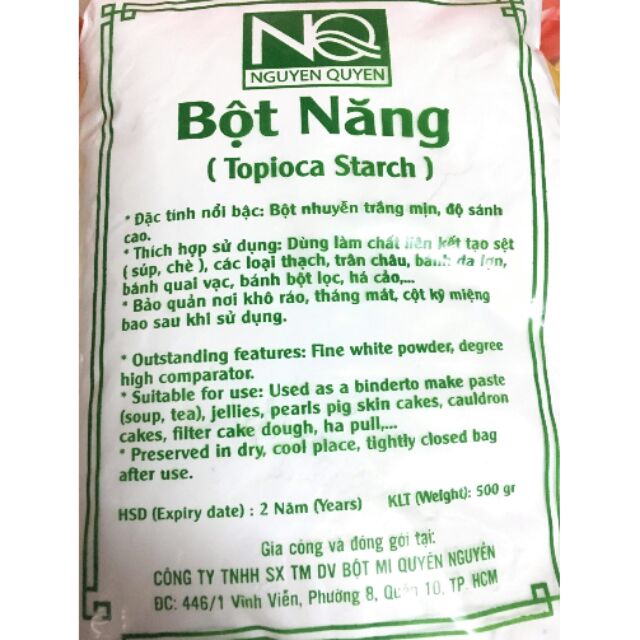 NQ
NGUYEN QUYEN
Bột Năng
( Topioca Starch )
* Đặc tính nổi bậc: Bột nhuyễn trắng mịn, độ sánh
cao.
* Thích hợp sử dụng: Dùng làm chất liên kết tạo sệt
( súp, chè ), các loại thạch, trân châu, bánh da lợn,
bánh quai vạc, bánh bột lọc, há cảo,...
* Bảo quản nơi khô ráo, tháng mát, cột kỹ miệng
bao sau khi sử dụng.
* Outstanding features: Fine white powder, degree
high comparator.
* Suitable for use: Used as a binderto make paste
(soup, tea), jellies, pearls pig skin cakes, cauldron
cakes, filter cake dough, ha pull,...
* Preserved in dry, cool place, tightly closed bag
after use.
HSD (Expiry date) : 2 Năm (Years) KLT (Weight): 500 gr
Gia công và đóng gói tại:
CÔNG TY TNHH SX TM DV BỘT MI QUYÊN NGUYÊN
ĐC: 446/1 Vĩnh Viễn, Phường 8, Quận 10, TP. HCM